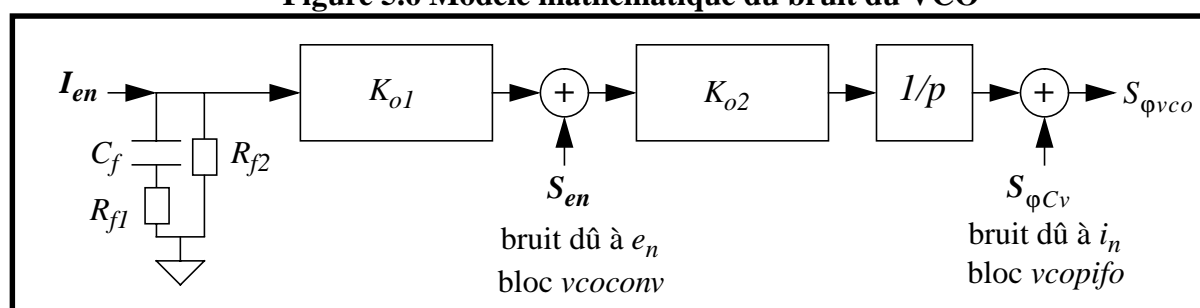 Figure 3.6 Modèle mathématique du bruit du VCO
I_en
K_o1
+
K_o2
1/p
+
S_φvco
C_f
R_f2
R_f1
S_en
S_φCv
bruit dû à e_n
bloc vcoconv
bruit dû à i_n
bloc vcopifo